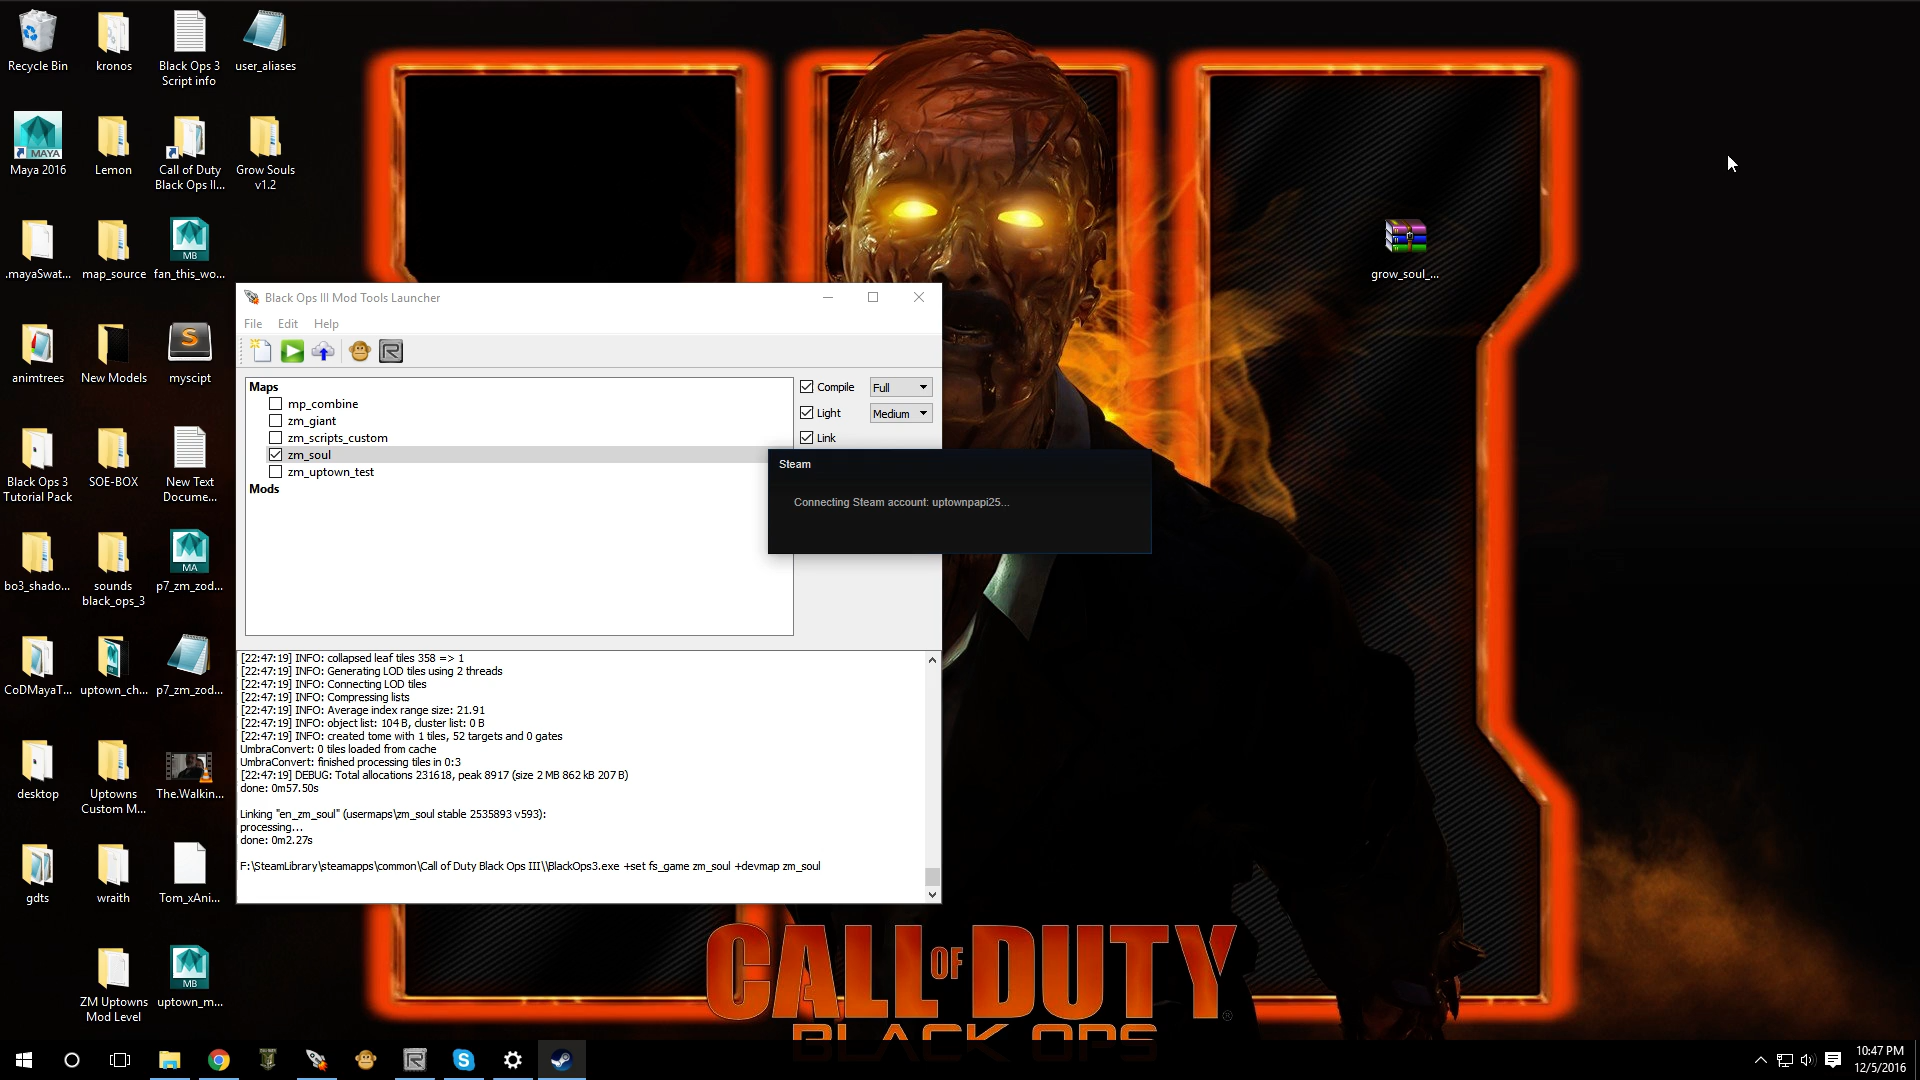 Recycle Bin
kronos
Black Ops 3
Script info
user_aliases
MAYA
Maya 2016
Lemon
Call of Duty
Black Ops II...
Grow Souls
v1.2
.mayaSwat...
map_source
MB
fan_this_wo...
grow_soul_...
animtrees
New Models
myscipt
Black Ops 3
Tutorial Pack
SOE-BOX
New Text
Docume...
bo3_shado...
sounds
black_ops_3
MA
p7_zm_zod...
CoDMayaT...
uptown_ch...
p7_zm_zod...
desktop
Uptowns
Custom M...
The.Walkin...
gdts
wraith
Tom_xAni...
ZM Uptowns
Mod Level
MB
uptown_m...
Black Ops III Mod Tools Launcher
File Edit Help
Maps
mp_combine
zm_giant
zm_scripts_custom
zm_soul
zm_uptown_test
Mods
Compile Full
Light Medium
Link
Steam
Connecting Steam account: uptownpapi25...
[22:47:19] INFO: collapsed leaf tiles 358 => 1
[22:47:19] INFO: Generating LOD tiles using 2 threads
[22:47:19] INFO: Connecting LOD tiles
[22:47:19] INFO: Compressing lists
[22:47:19] INFO: Average index range size: 21.91
[22:47:19] INFO: object list: 104 B, cluster list: 0 B
[22:47:19] INFO: created tome with 1 tiles, 52 targets and 0 gates
UmbraConvert: 0 tiles loaded from cache
UmbraConvert: finished processing tiles in 0:3
[22:47:19] DEBUG: Total allocations 231618, peak 8917 (size 2 MB 862 kB 207 B)
done: 0m57.50s
Linking "en_zm_soul" (usermaps\zm_soul stable 2535893 v593):
processing...
done: 0m2.27s
F:\SteamLibrary\steamapps\common\Call of Duty Black Ops III\\BlackOps3.exe +set fs_game zm_soul +devmap zm_soul
CALL OF DUTY
BLACK OPS
10:47 PM
12/5/2016